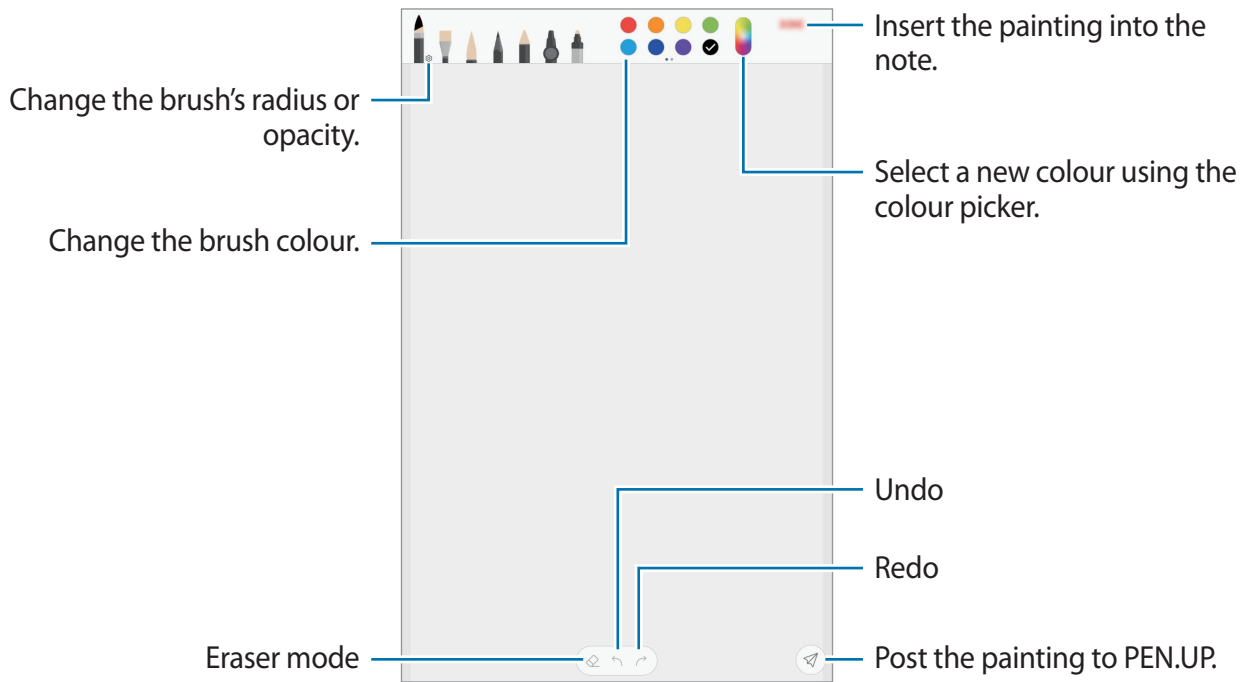 Insert the painting into the
note.
Change the brush’s radius or
opacity.
Select a new colour using the
colour picker.
Change the brush colour.
Undo
Redo
Eraser mode
Post the painting to PEN.UP.